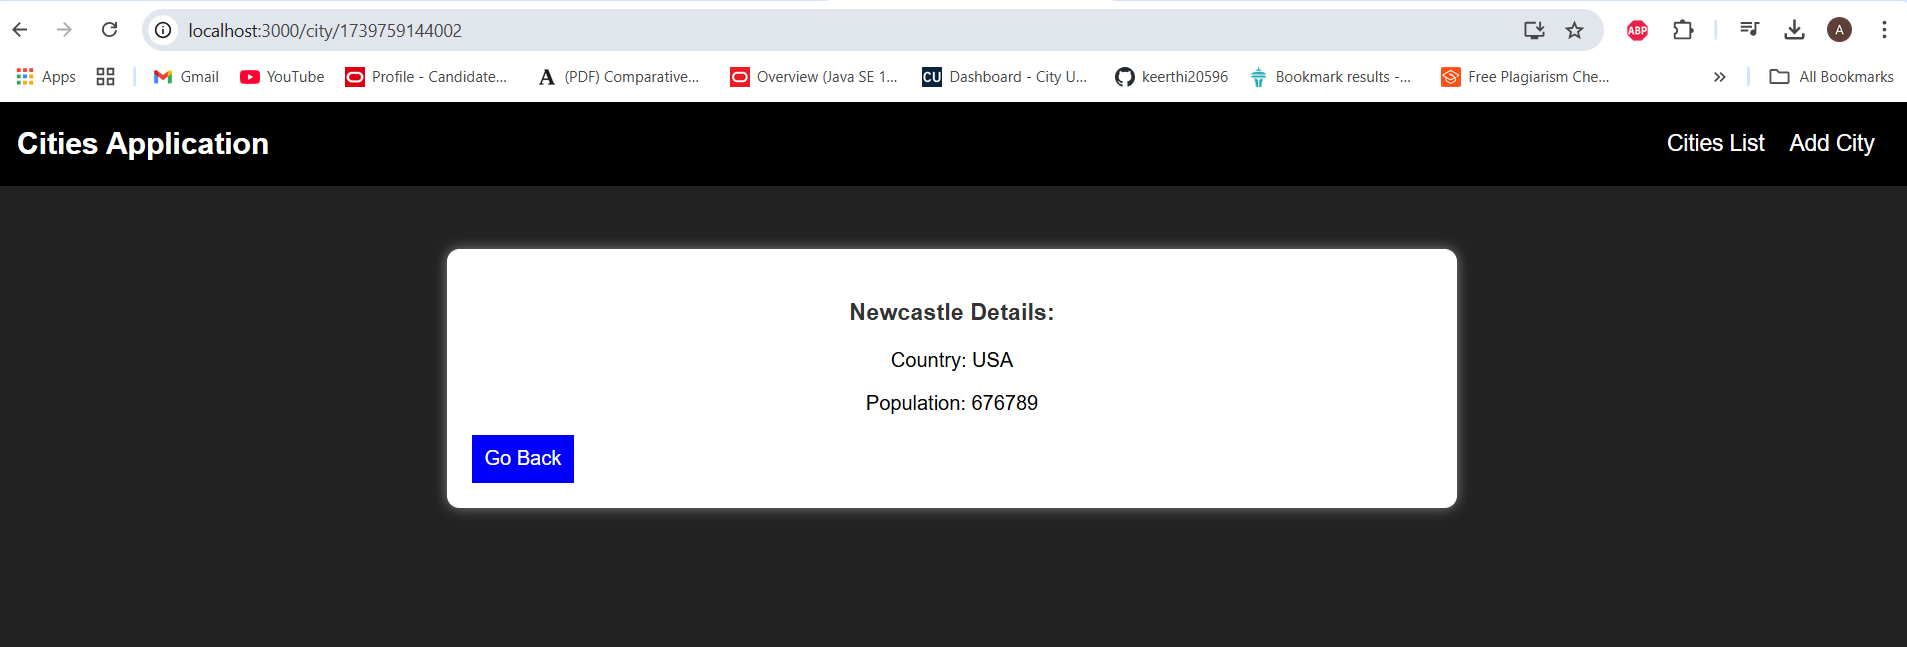 localhost:3000/city/1739759144002
ABP
A
Apps
Gmail
YouTube
Profile - Candidate...
A (PDF) Comparative...
Overview (Java SE 1...
CU Dashboard - City U...
keerthi20596
Bookmark results -...
Free Plagiarism Che...
»
All Bookmarks
Cities Application
Cities List
Add City
Newcastle Details:
Country: USA
Population: 676789
Go Back